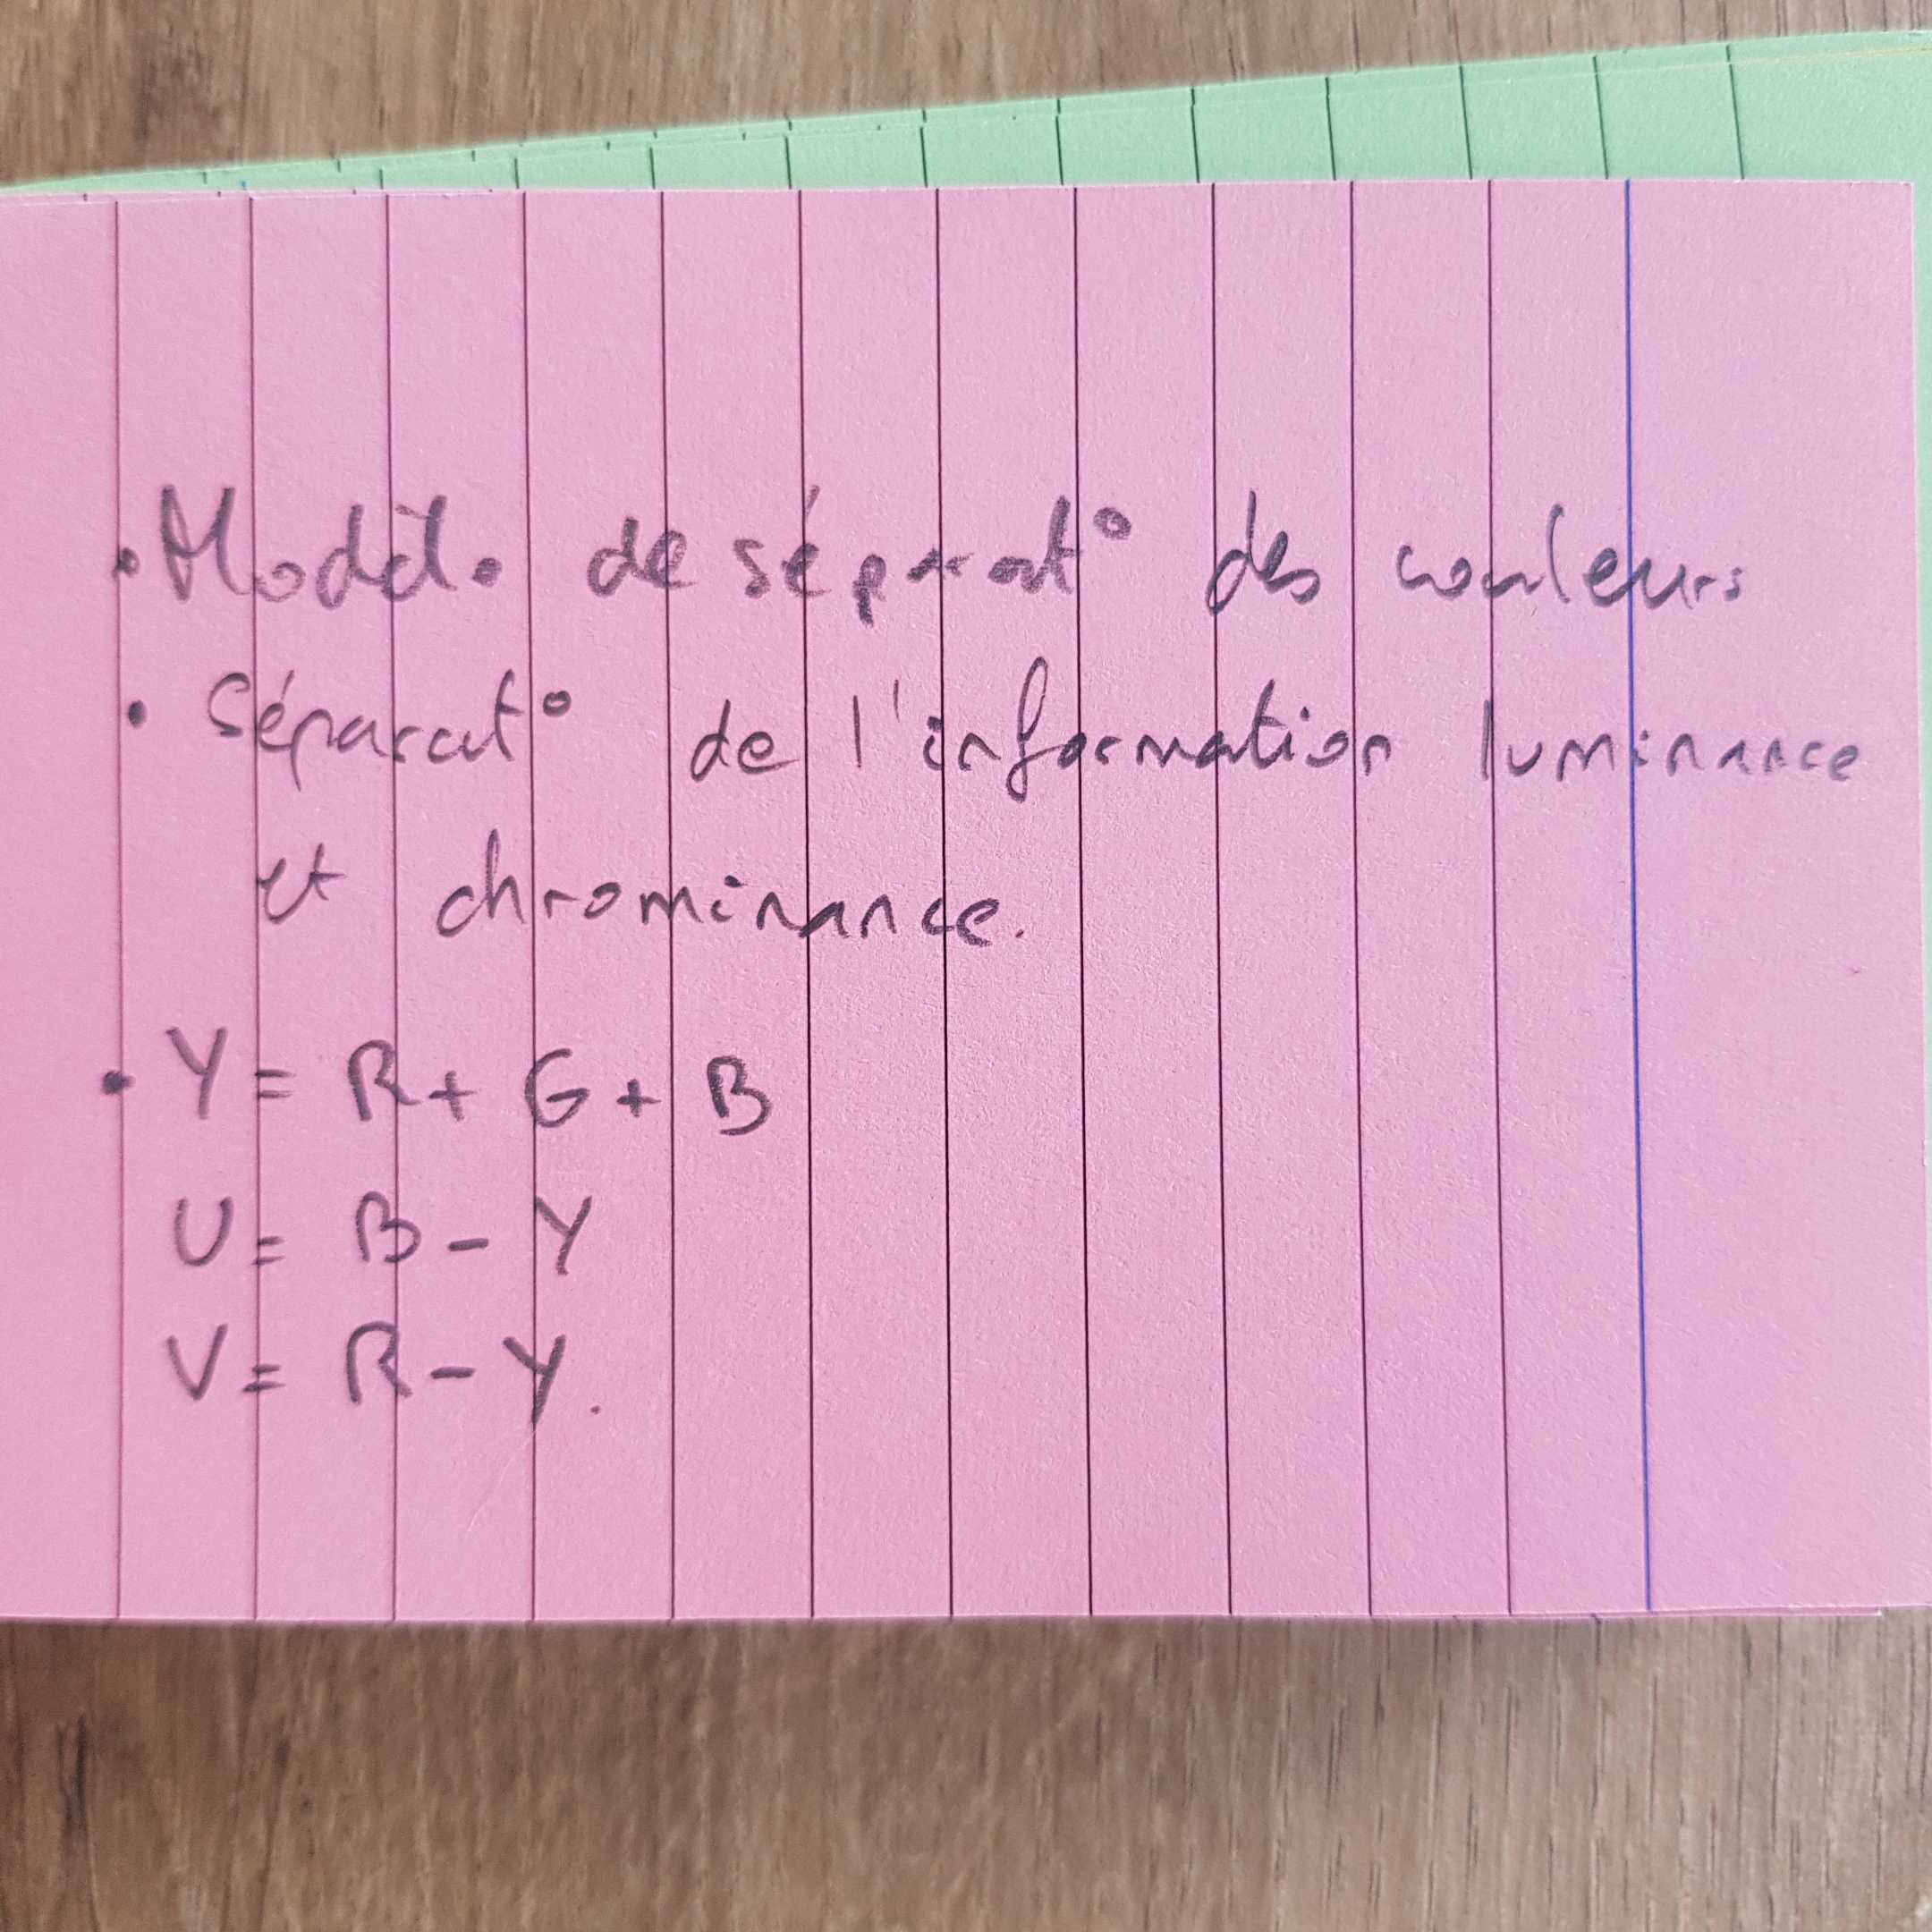 • Modèle de séparat° des couleurs
• Séparat° de l'information luminance
et chrominance.
• Y = R + G + B
U = B - Y
V = R - Y.